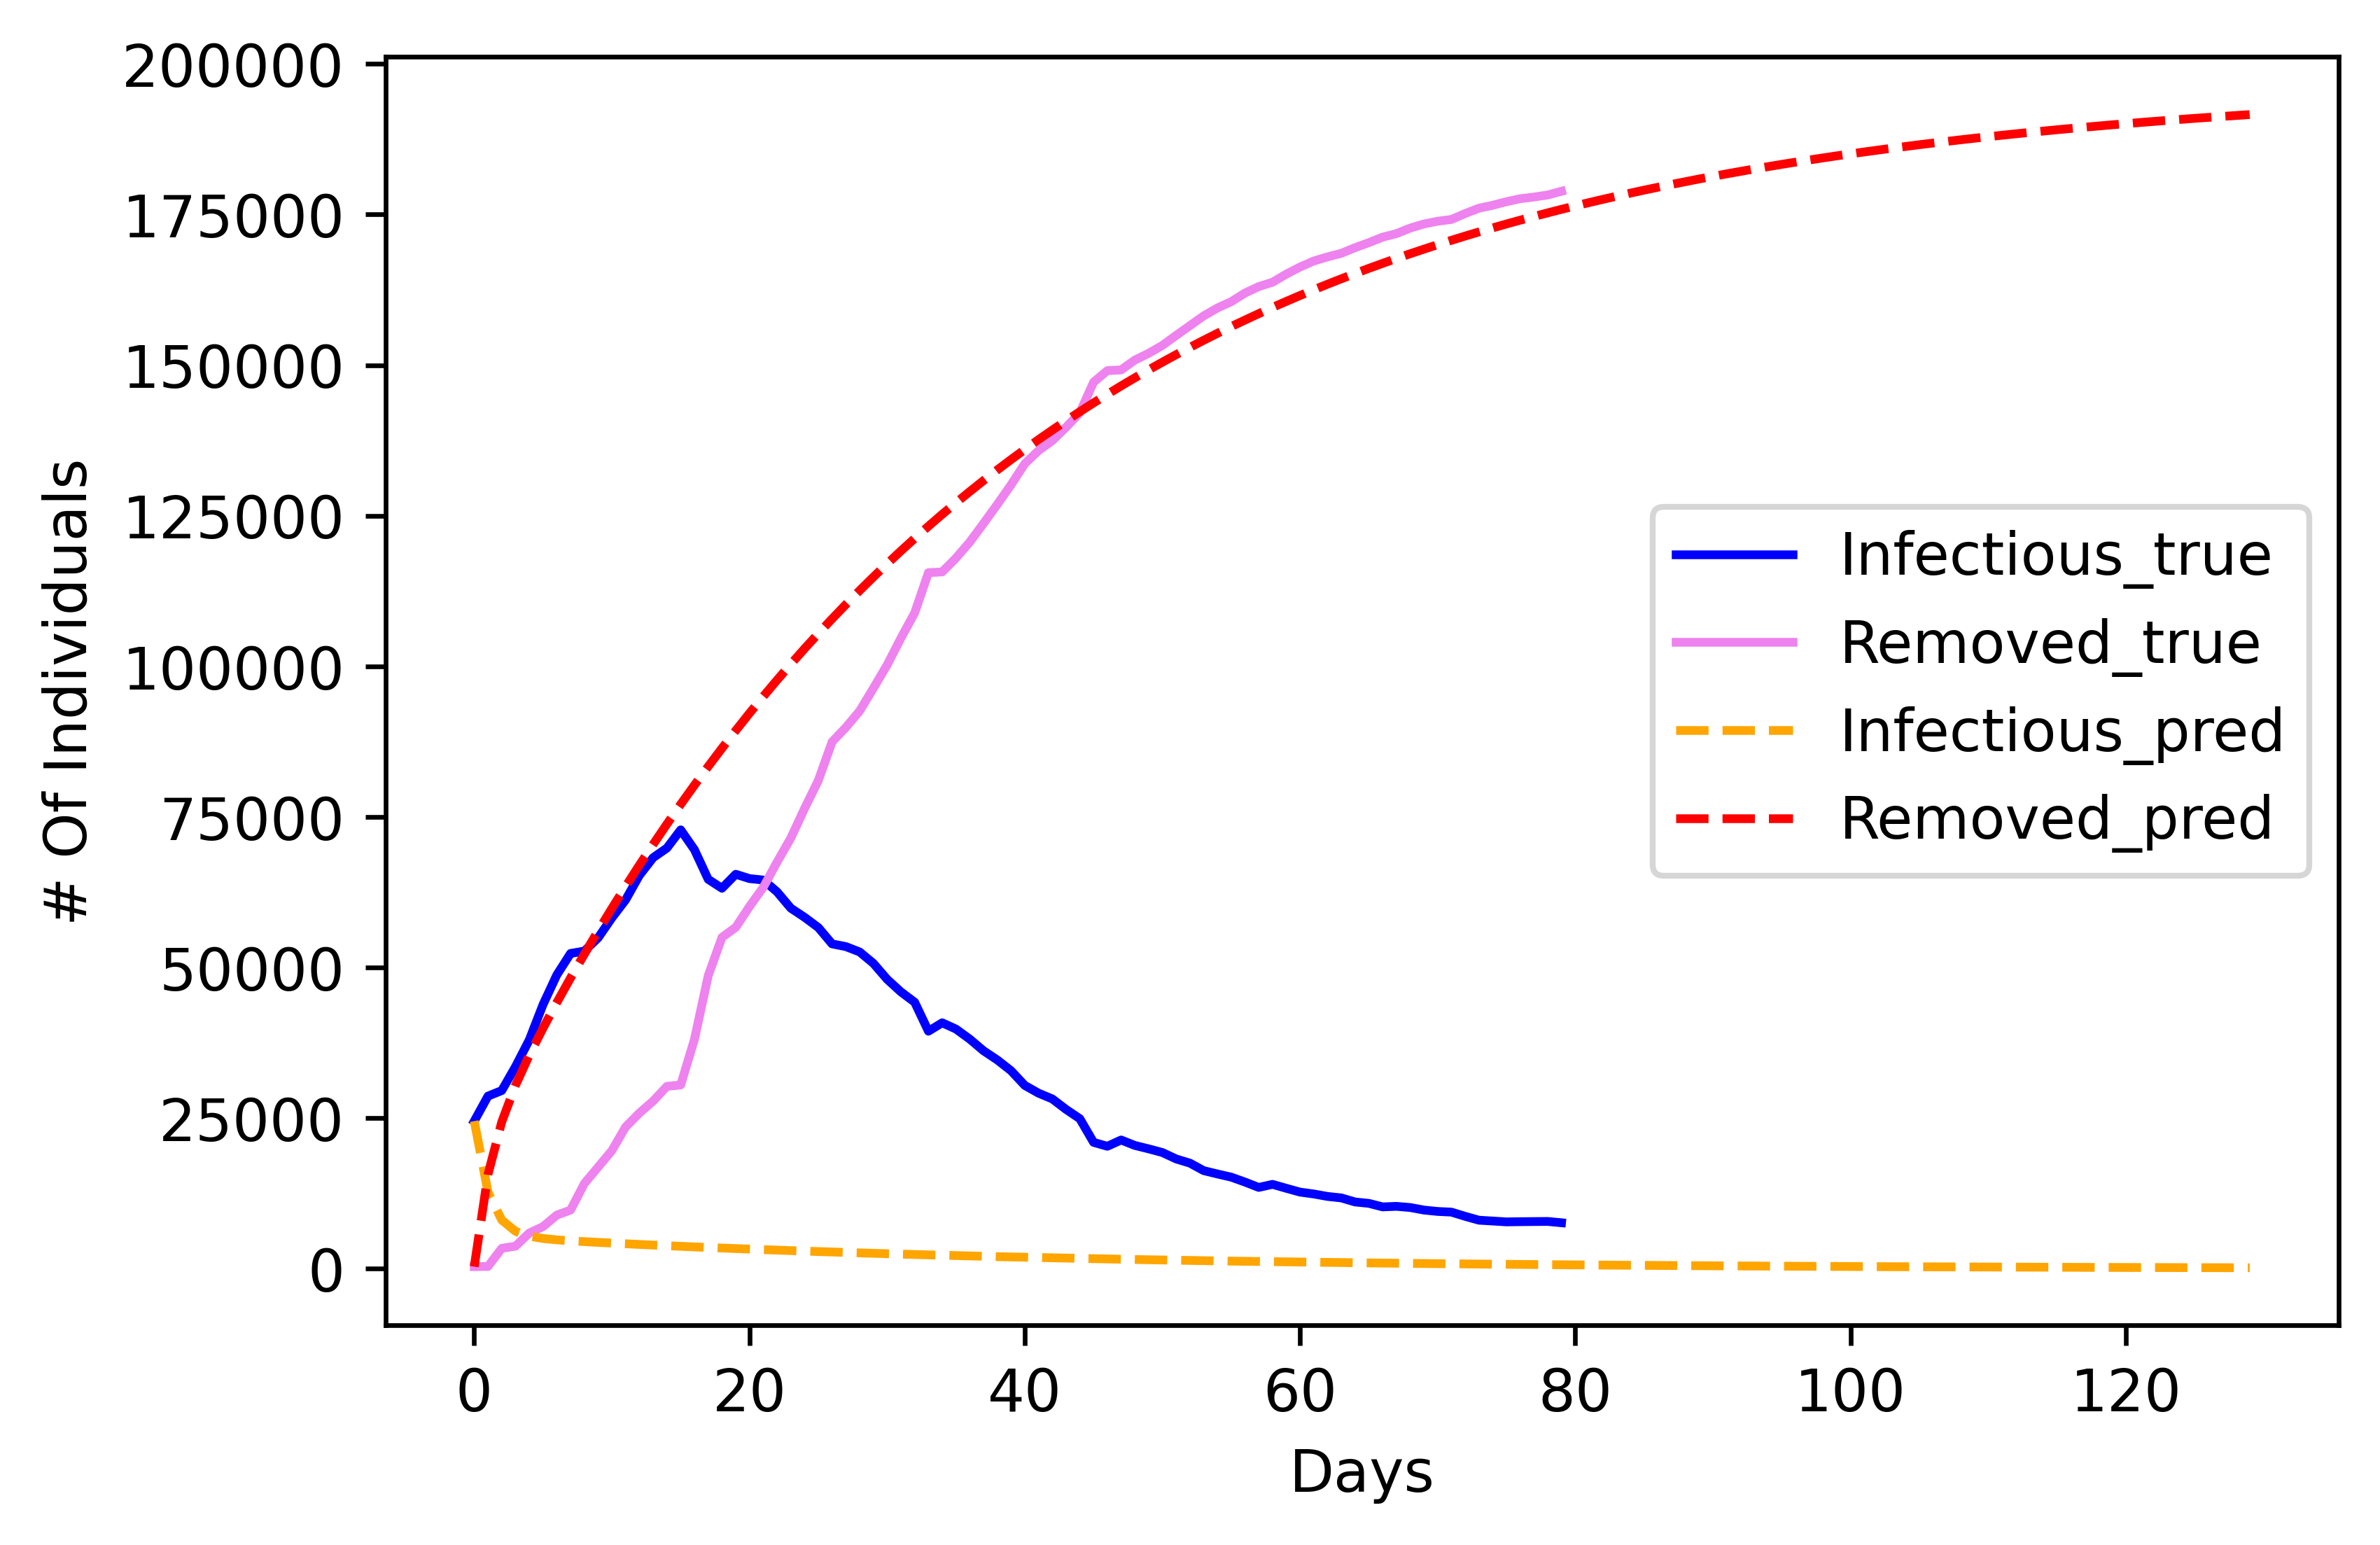 200000
175000
150000
125000
100000
75000
50000
25000
0
# Of Individuals
Infectious_true
Removed_true
Infectious_pred
Removed_pred
0 20 40 60 80 100 120
Days